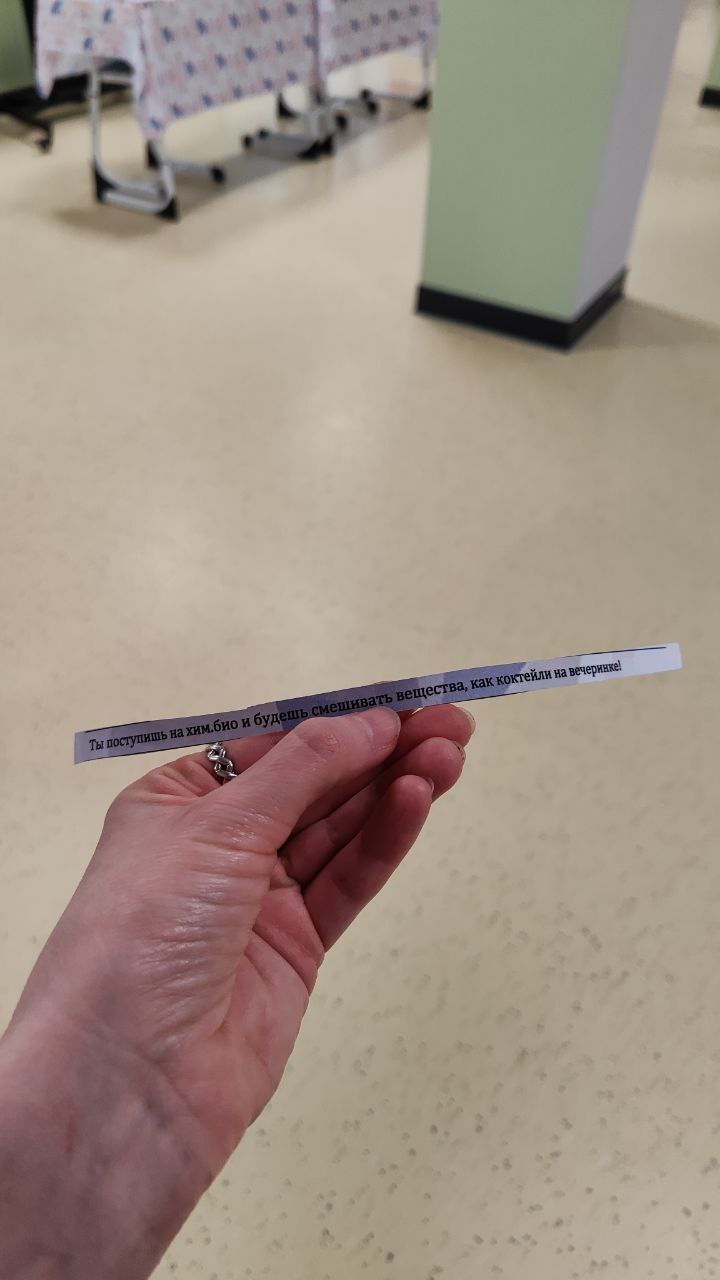 Ты поступишь на хим.био и будешь смешивать вещества, как коктейли на вечеринке!